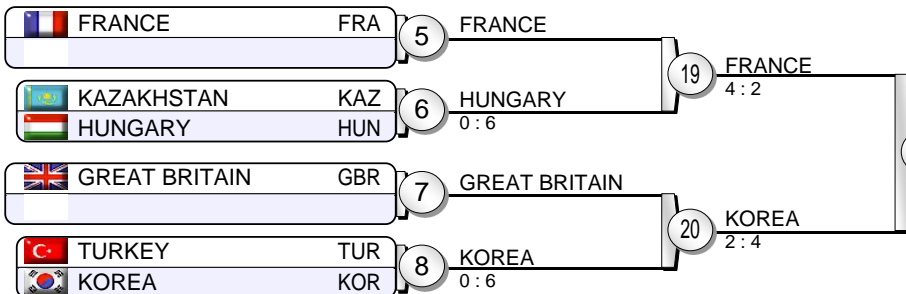 FRANCE FRA
5
FRANCE
19
FRANCE
4 : 2
KAZAKHSTAN KAZ
HUNGARY HUN
6
HUNGARY
0 : 6
GREAT BRITAIN GBR
7
GREAT BRITAIN
20
KOREA
2 : 4
TURKEY TUR
KOREA KOR
8
KOREA
0 : 6